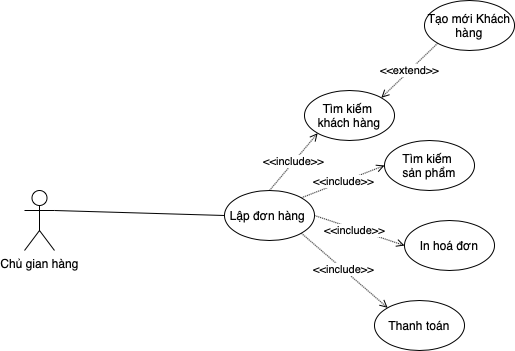 Tạo mới Khách
hàng
<<extend>>
Tìm kiếm
khách hàng
<<include>>
Tìm kiếm
sản phẩm
<<include>>
Lập đơn hàng
In hoá đơn
<<include>>
Chủ gian hàng
<<include>>
Thanh toán